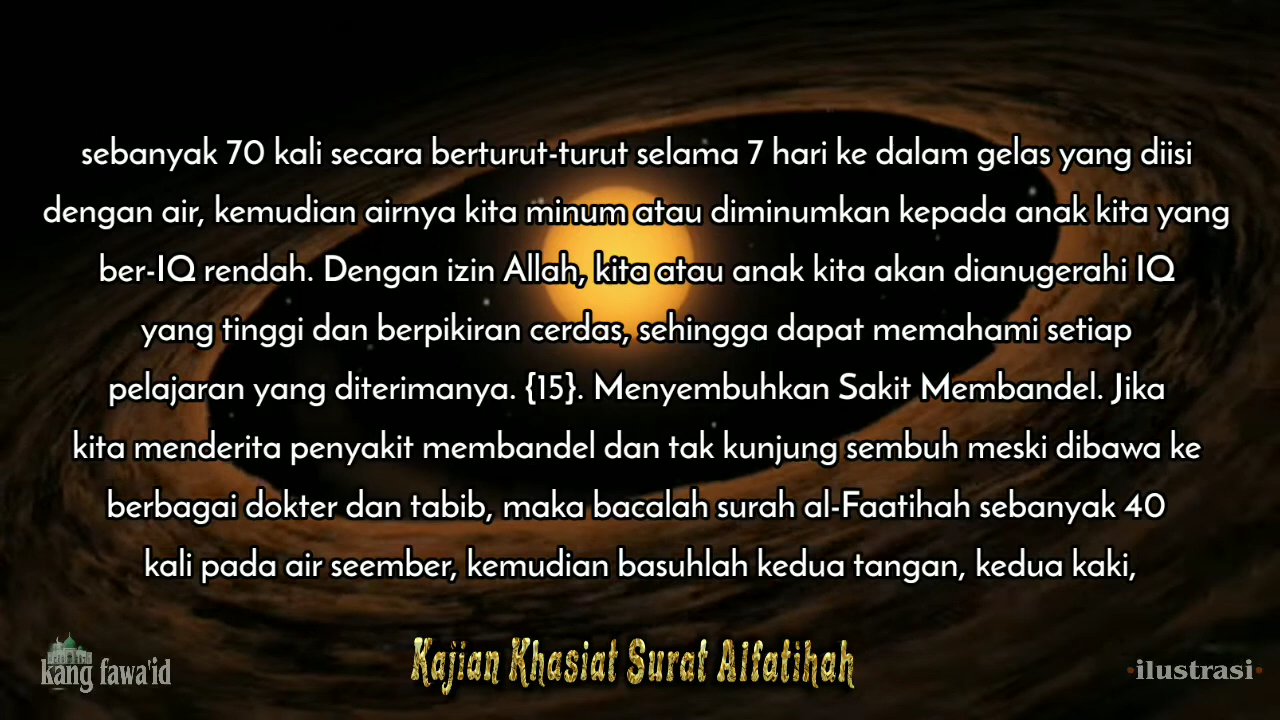 sebanyak 70 kali secara berturut-turut selama 7 hari ke dalam gelas yang diisi
dengan air, kemudian airnya kita minum atau diminumkan kepada anak kita yang
ber-IQ rendah. Dengan izin Allah, kita atau anak kita akan dianugerahi IQ
yang tinggi dan berpikiran cerdas, sehingga dapat memahami setiap
pelajaran yang diterimanya. {15}. Menyembuhkan Sakit Membandel. Jika
kita menderita penyakit membandel dan tak kunjung sembuh meski dibawa ke
berbagai dokter dan tabib, maka bacalah surah al-Faatihah sebanyak 40
kali pada air seember, kemudian basuhlah kedua tangan, kedua kaki,
kang fawa'id
Kajian Khasiat Surat Alfatihah
•ilustrasi•